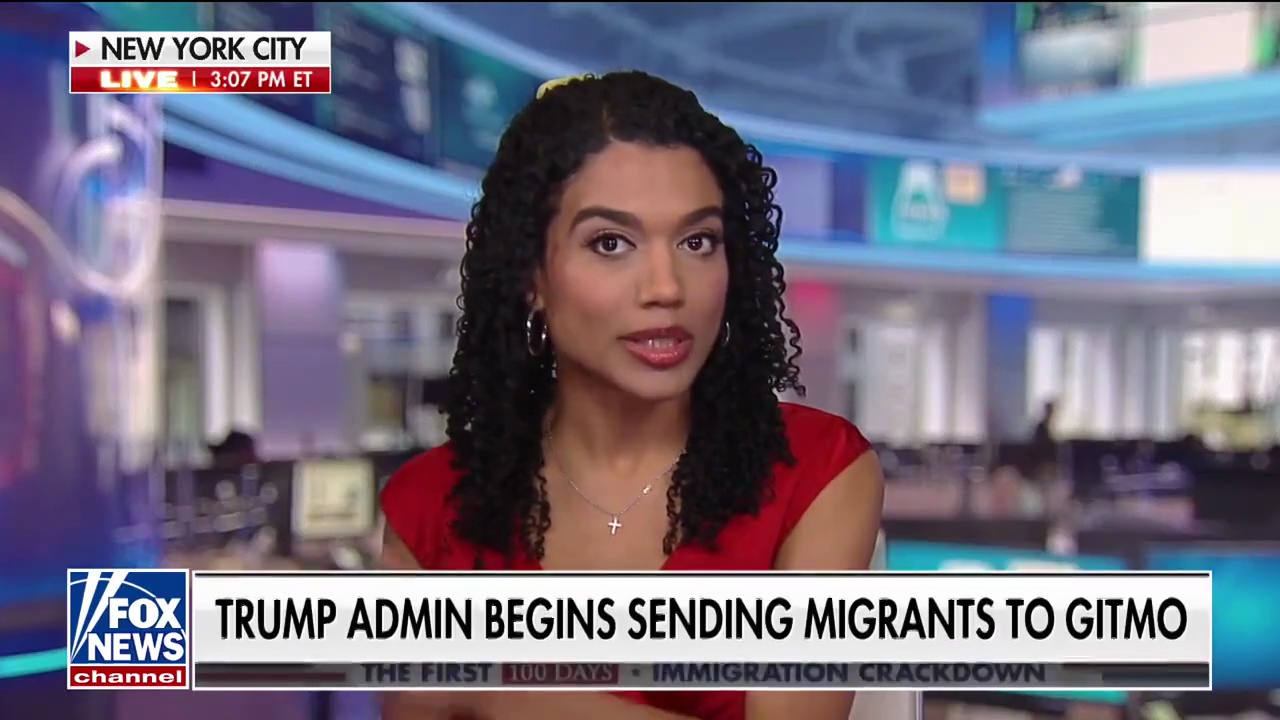 NEW YORK CITY
LIVE | 3:07 PM ET
FOX
NEWS
channel
TRUMP ADMIN BEGINS SENDING MIGRANTS TO GITMO
THE FIRST 100 DAYS · IMMIGRATION CRACKDOWN